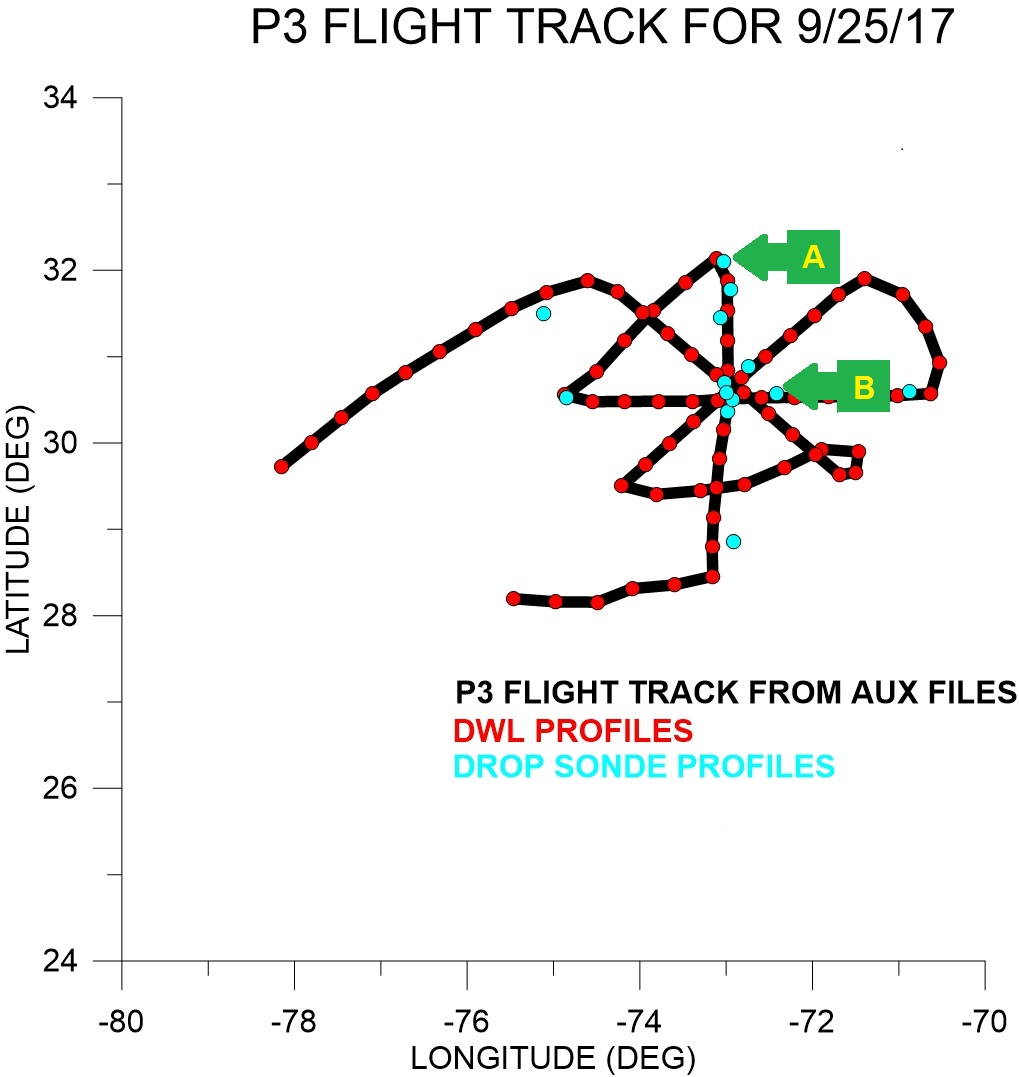 P3 FLIGHT TRACK FOR 9/25/17
34
32
30
28
26
24
LATITUDE (DEG)
A
B
P3 FLIGHT TRACK FROM AUX FILES
DWL PROFILES
DROP SONDE PROFILES
-80 -78 -76 -74 -72 -70
LONGITUDE (DEG)